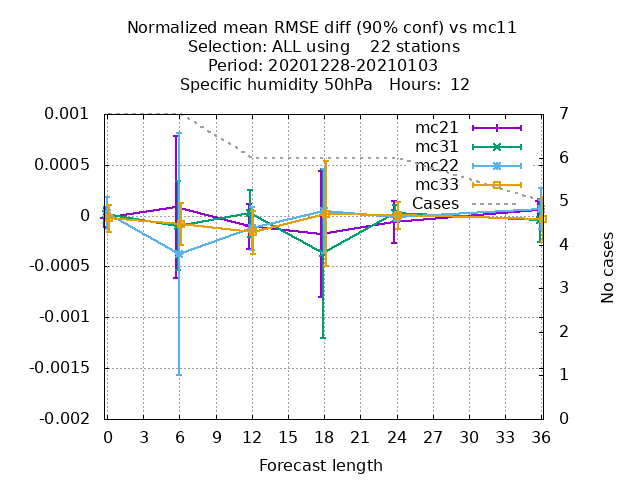 Normalized mean RMSE diff (90% conf) vs mc11
Selection: ALL using    22 stations
Period: 20201228-20210103
Specific humidity 50hPa   Hours:  12
0.001
0.0005
0
-0.0005
-0.001
-0.0015
-0.002
7
6
5
4
3
2
1
0
mc21
mc31
mc22
mc33
Cases
No cases
0 3 6 9 12 15 18 21 24 27 30 33 36
Forecast length